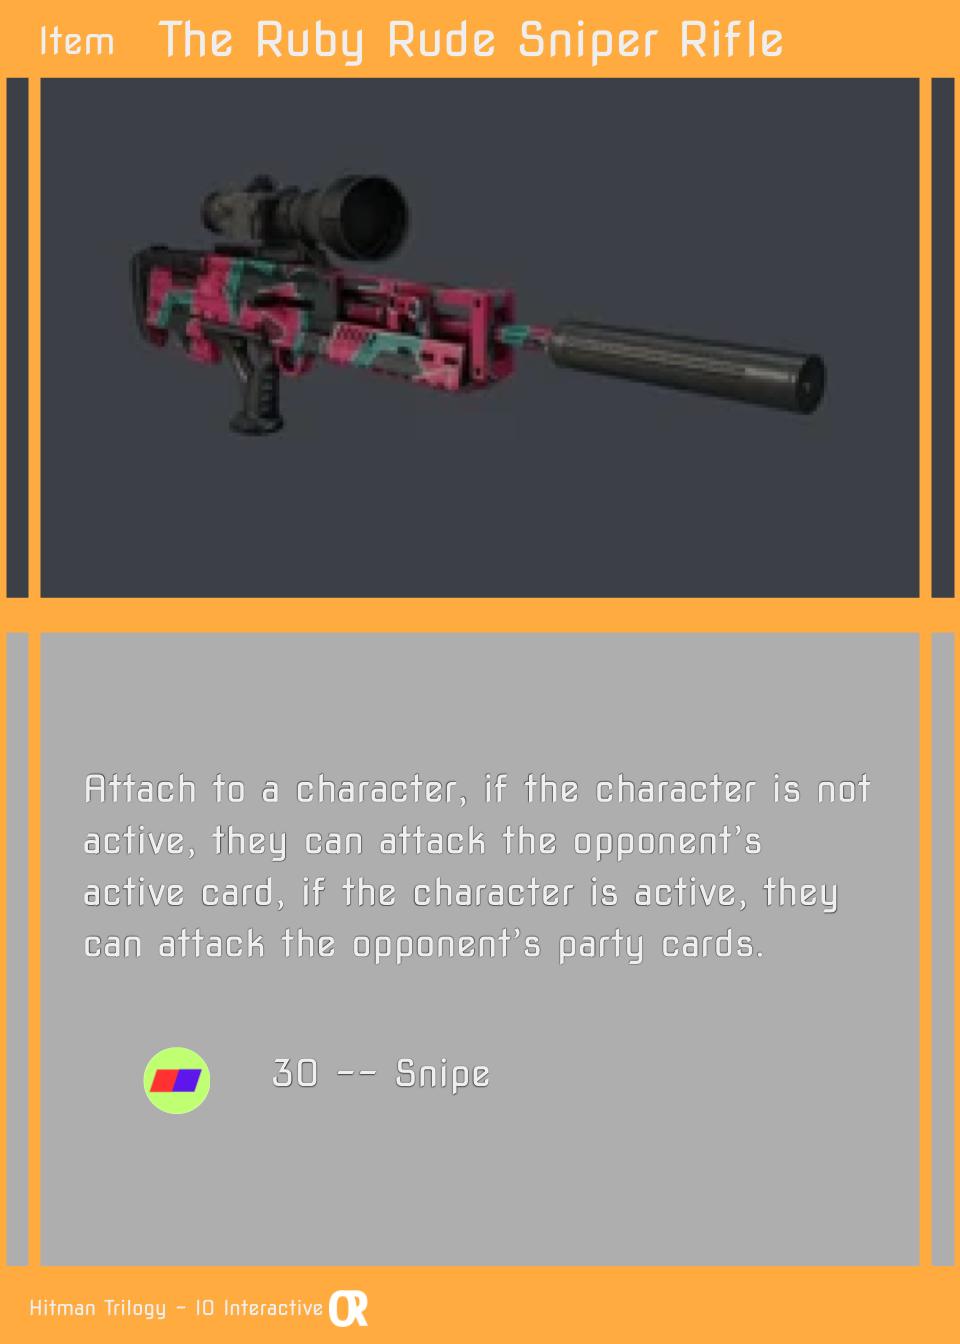 Item The Ruby Rude Sniper Rifle
Attach to a character, if the character is not
active, they can attack the opponent's
active card, if the character is active, they
can attack the opponent's party cards.
30 -- Snipe
Hitman Trilogy - IO Interactive OR